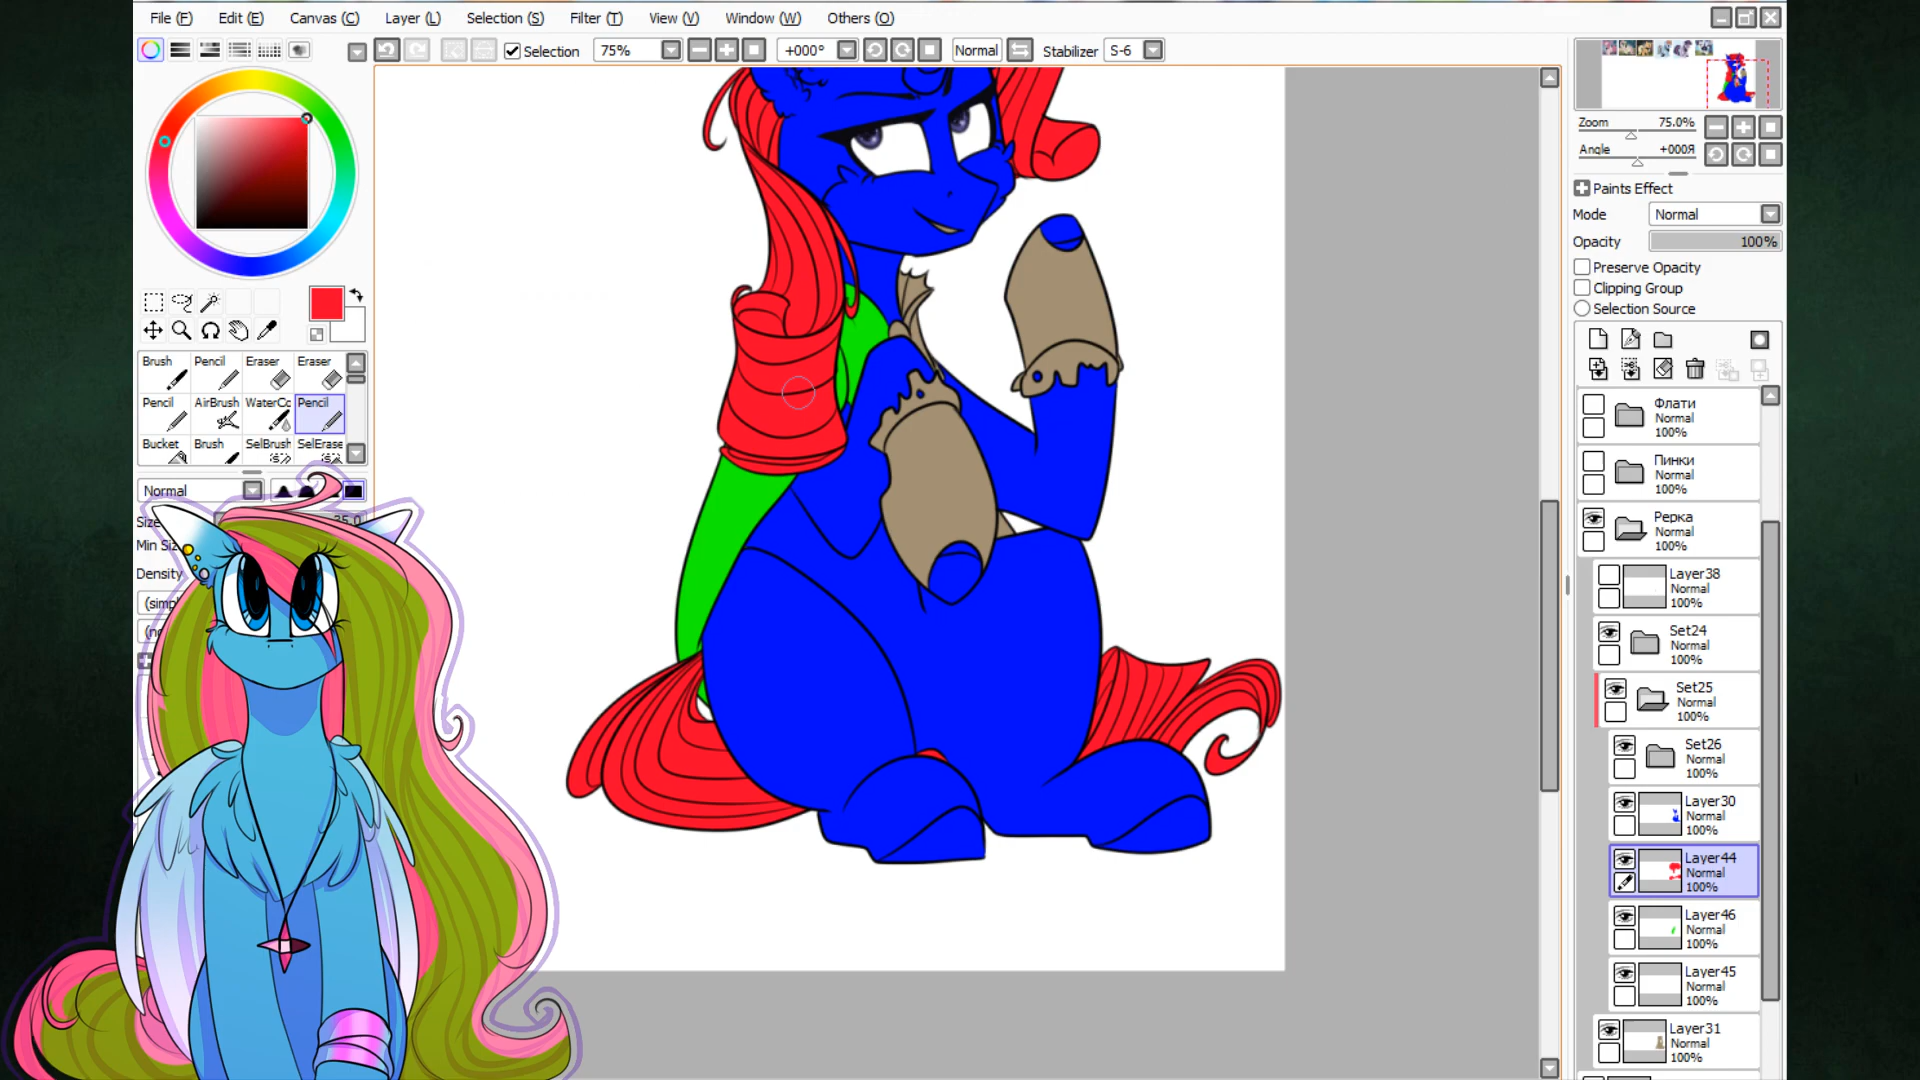 File (F) Edit (E) Canvas (C) Layer (L) Selection (S) Filter (T) View (V) Window (W) Others (O)
Selection 75% +000° Normal Stabilizer S-6
Zoom 75.0%
Angle +000Я
Paints Effect
Mode Normal
Opacity 100%
Preserve Opacity
Clipping Group
Selection Source
Brush Pencil Eraser Eraser
Pencil AirBrush WaterCo Pencil
Bucket Brush SelBrush SelErase
Normal
Size
Min Siz
Density
(simp
Флати
Normal
100%
Пинки
Normal
100%
Рерка
Normal
100%
Layer38
Normal
100%
Set24
Normal
100%
Set25
Normal
100%
Set26
Normal
100%
Layer30
Normal
100%
Layer44
Normal
100%
Layer46
Normal
100%
Layer45
Normal
100%
Layer31
Normal
100%